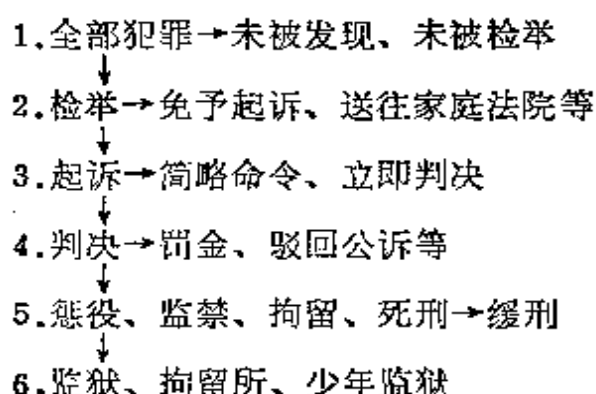 1.全部犯罪→未被发现、未被检举
↓
2.检举→免予起诉、送往家庭法院等
↓
3.起诉→简略命令、立即判决
↓
4.判决→罚金、驳回公诉等
↓
5.惩役、监禁、拘留、死刑→缓刑
↓
6.监狱、拘留所、少年监狱